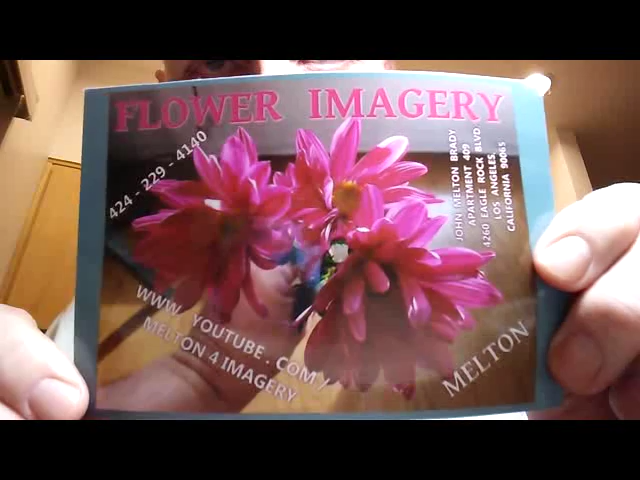 FLOWER IMAGERY
424 - 229 - 4140
JOHN MELTON BRADY
APARTMENT 409
4260 EAGLE ROCK BLVD
LOS ANGELES,
CALIFORNIA 90065
WWW. YOUTUBE . COM /
MELTON 4 IMAGERY
MELTON